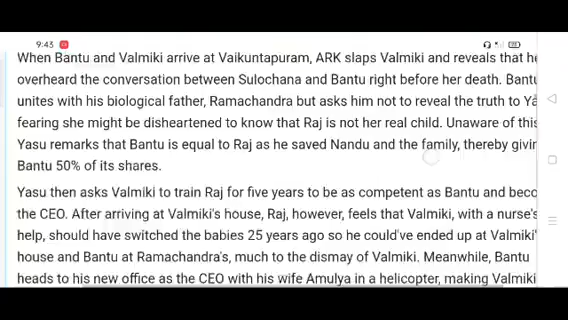 9:43
When Bantu and Valmiki arrive at Vaikuntapuram, ARK slaps Valmiki and reveals that he
overheard the conversation between Sulochana and Bantu right before her death. Bantu
unites with his biological father, Ramachandra but asks him not to reveal the truth to
fearing she might be disheartened to know that Raj is not her real child. Unaware of this
Yasu remarks that Bantu is equal to Raj as he saved Nandu and the family, thereby
Bantu 50% of its shares.
Yasu then asks Valmiki to train Raj for five years to be as competent as Bantu and
the CEO. After arriving at Valmiki's house, Raj, however, feels that Valmiki, with a nurse's
help, should have switched the babies 25 years ago so he could've ended up at Valmiki'
house and Bantu at Ramachandra's, much to the dismay of Valmiki. Meanwhile, Bantu
heads to his new office as the CEO with his wife Amulya in a helicopter, making Valmiki